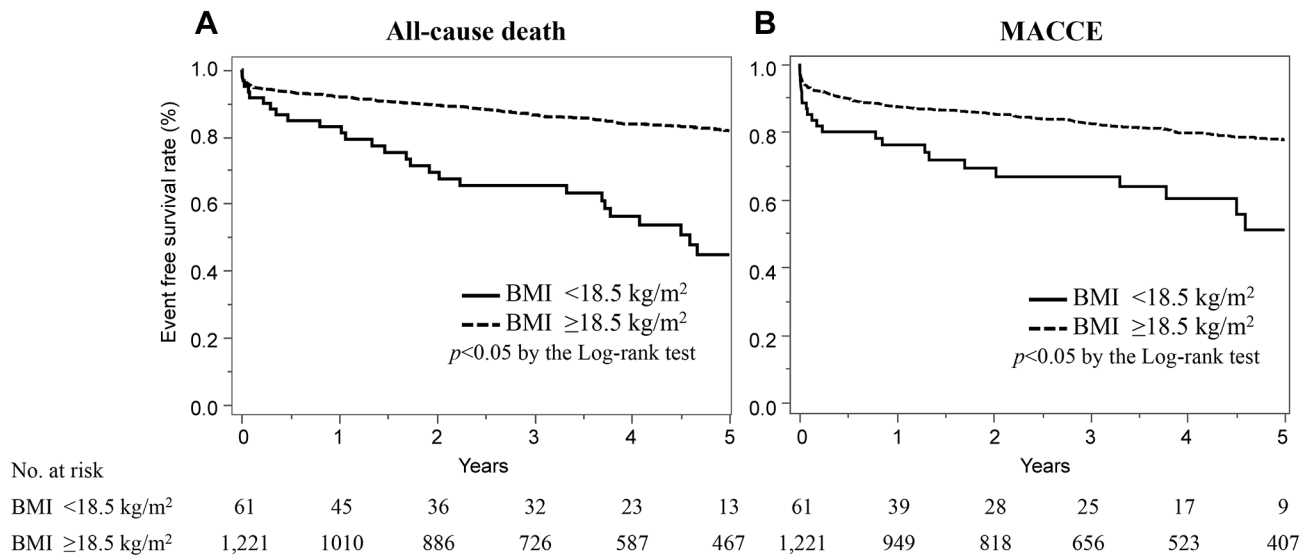 A All-cause death
Event free survival rate (%)
1.0
0.8
0.6
0.4
0.2
0.0
BMI <18.5 kg/m²
BMI ≥18.5 kg/m²
p<0.05 by the Log-rank test
0 1 2 3 4 5
Years
B MACCE
1.0
0.8
0.6
0.4
0.2
0.0
BMI <18.5 kg/m²
BMI ≥18.5 kg/m²
p<0.05 by the Log-rank test
0 1 2 3 4 5
Years
No. at risk
BMI <18.5 kg/m² 61 45 36 32 23 13 61 39 28 25 17 9
BMI ≥18.5 kg/m² 1,221 1010 886 726 587 467 1,221 949 818 656 523 407